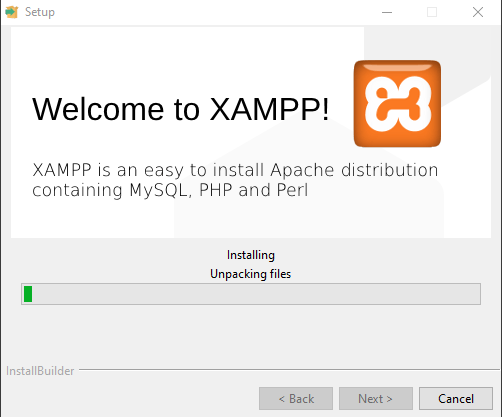 Setup
Welcome to XAMPP!
XAMPP is an easy to install Apache distribution
containing MySQL, PHP and Perl
Installing
Unpacking files
InstallBuilder
< Back
Next >
Cancel